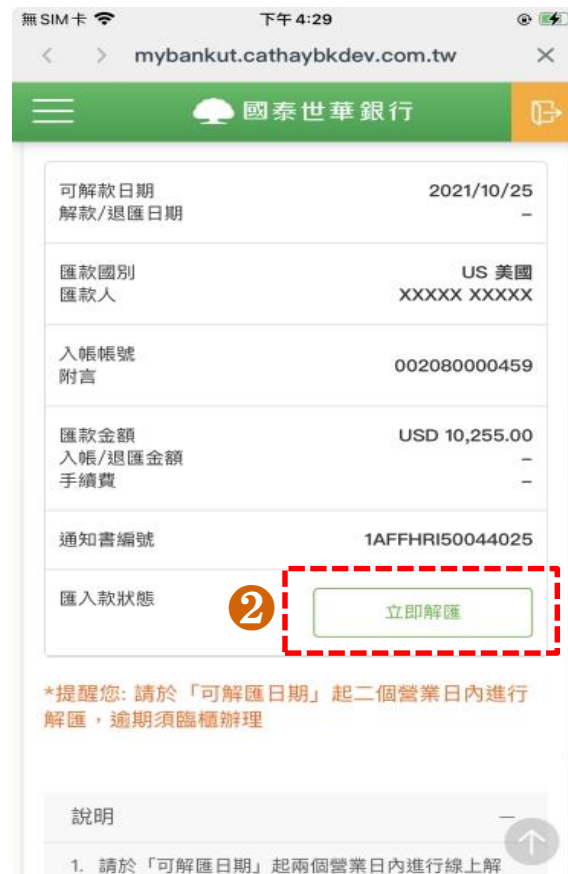 無 SIM 卡 下午 4:29
mybankut.cathaybkdev.com.tw
國泰世華銀行
可解款日期 2021/10/25
解款/退匯日期 –
匯款國別 US 美國
匯款人 XXXXX XXXXX
入帳帳號 002080000459
附言
匯款金額 USD 10,255.00
入帳/退匯金額 –
手續費 –
通知書編號 1AFFHRI50044025
匯入款狀態 2 立即解匯
*提醒您: 請於「可解匯日期」起二個營業日內進行
解匯，逾期須臨櫃辦理
說明
1. 請於「可解匯日期」起兩個營業日內進行線上解